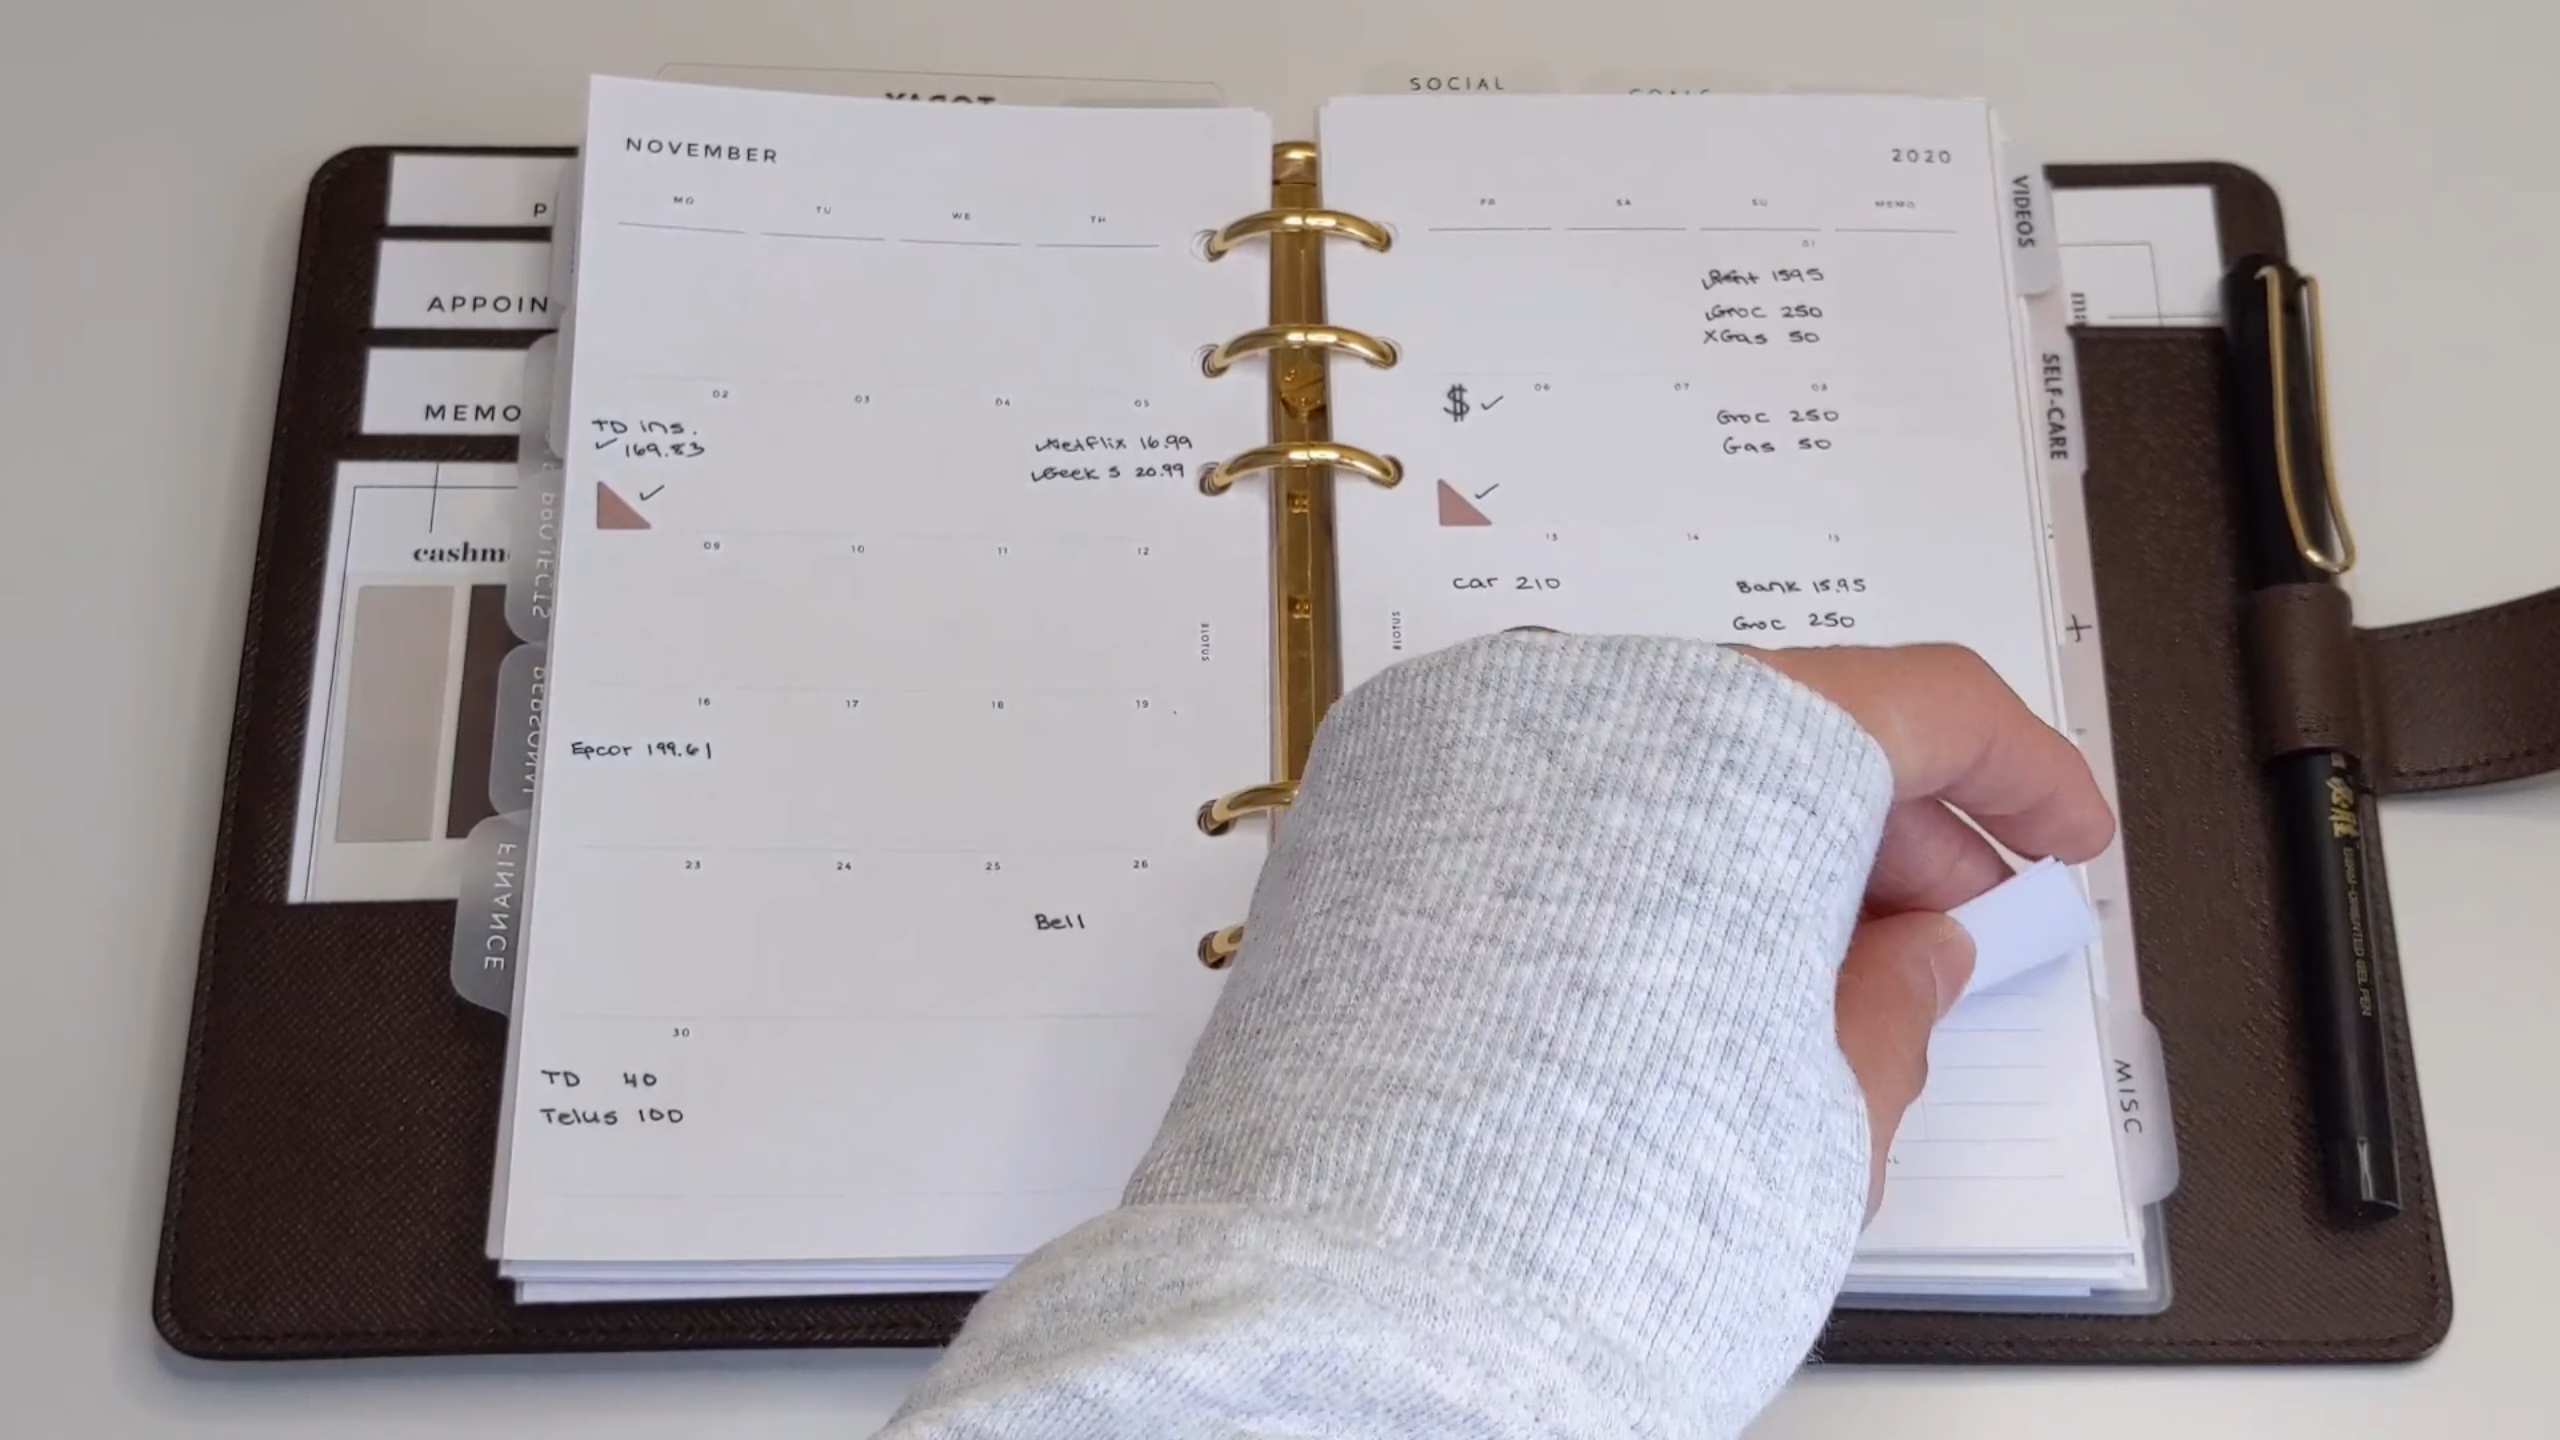 SOCIAL
NOVEMBER
2020
MO TU WE TH
FR SA SU MEMO
01
Rent 1595
Groc 250
xGas 50
02 03 04 05
06 07 08
TD ins.
✓ 169.83
Netflix 16.99
Geek S 20.99
$ ✓
Groc 250
Gas 50
✓
✓
09 10 11 12
13 14 15
Car 210
Bank 15.95
Groc 250
16 17 18 19
Epcor 199.61
23 24 25 26
Bell
30
TD 40
Telus 100
P
APPOIN
MEMO
cashm
PROJECTS
PERSONAL
FINANCE
VIDEOS
SELF-CARE
+
MISC